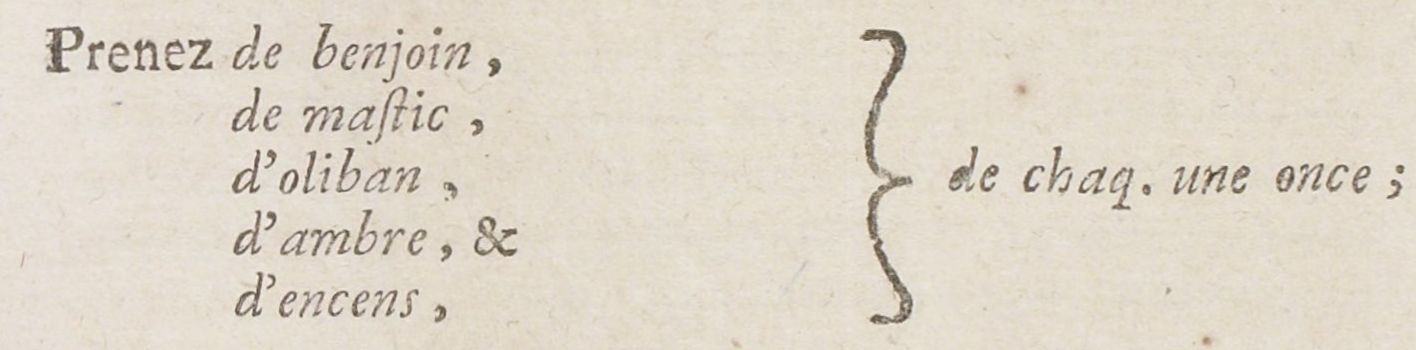 Prenez de benjoin,
de maſtic,
d'oliban,
d'ambre, &
d'encens,
de chaq. une once;